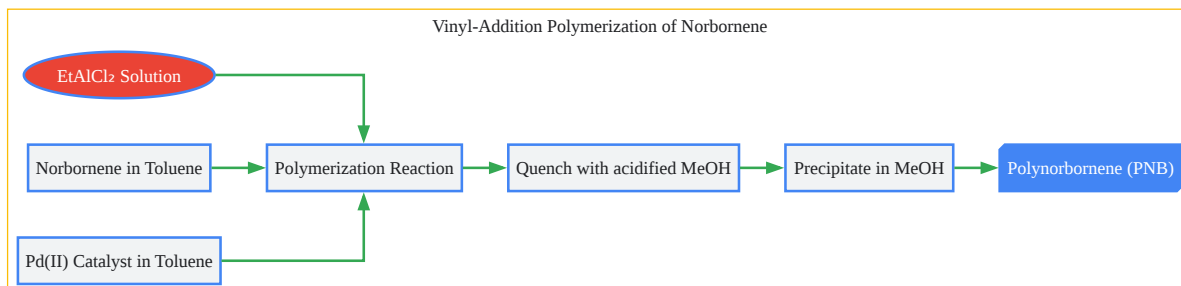 Vinyl-Addition Polymerization of Norbornene
EtAlCl₂ Solution
Norbornene in Toluene
Polymerization Reaction
Quench with acidified MeOH
Precipitate in MeOH
Polynorbornene (PNB)
Pd(II) Catalyst in Toluene